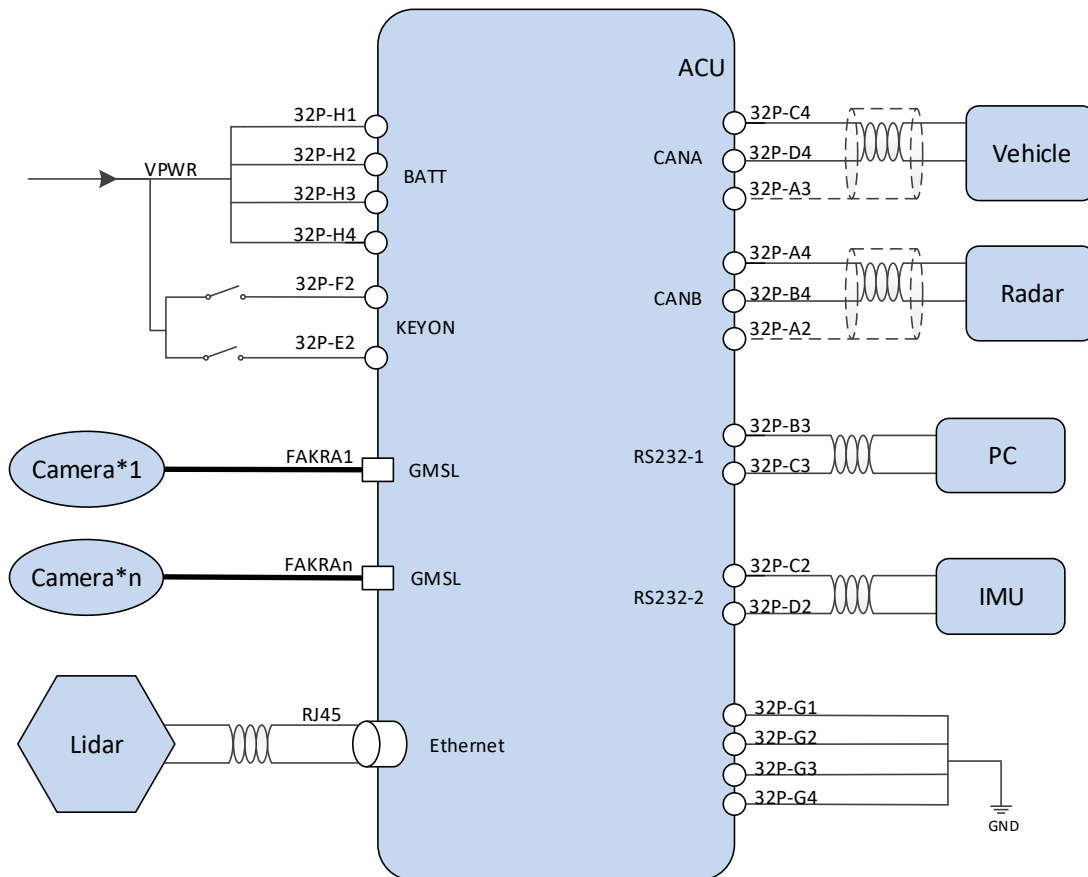 ACU
VPWR
32P-H1
32P-H2
32P-H3
32P-H4
BATT
32P-F2
32P-E2
KEYON
Camera*1
FAKRA1
GMSL
Camera*n
FAKRAn
GMSL
Lidar
RJ45
Ethernet
32P-C4
32P-D4
32P-A3
CANA
Vehicle
32P-A4
32P-B4
32P-A2
CANB
Radar
32P-B3
32P-C3
RS232-1
PC
32P-C2
32P-D2
RS232-2
IMU
32P-G1
32P-G2
32P-G3
32P-G4
GND